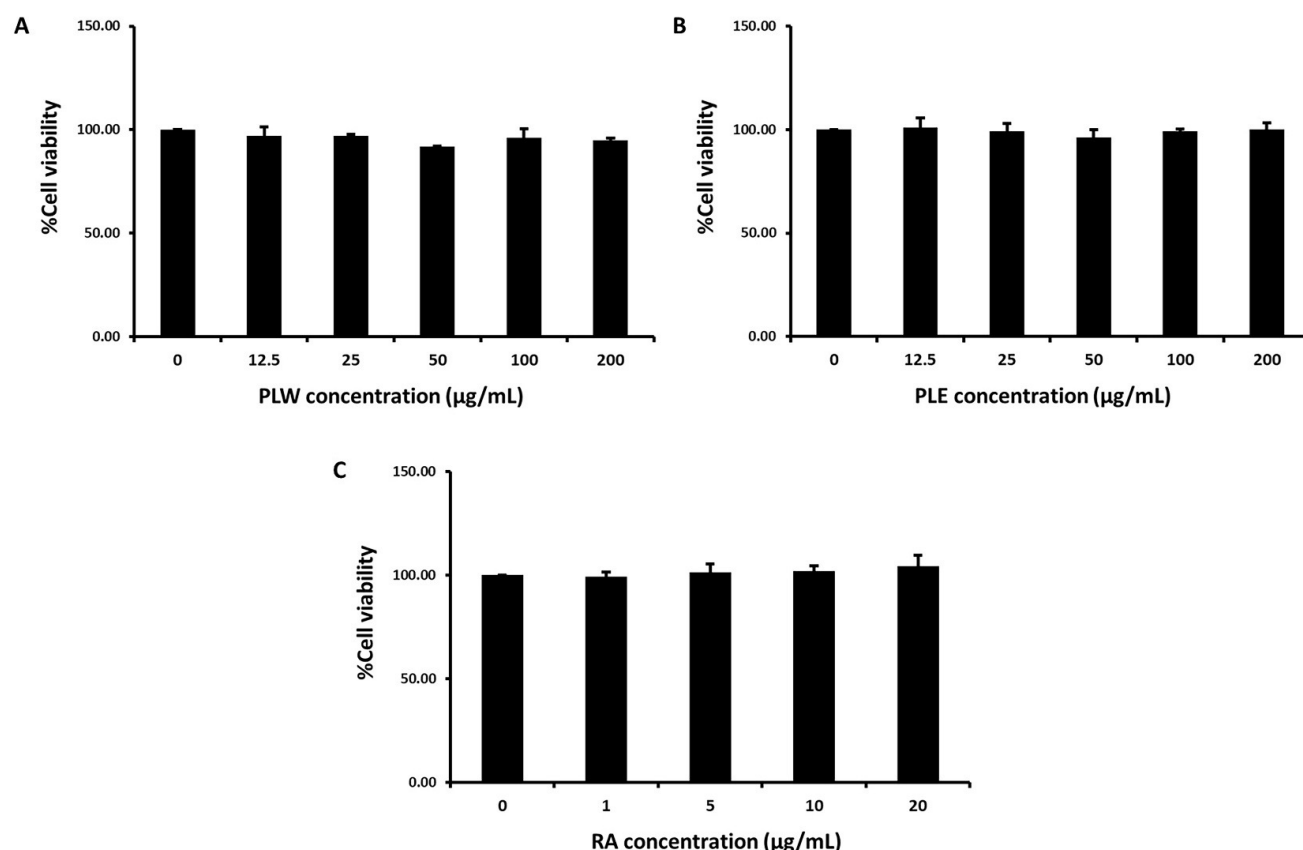 A
150.00
100.00
50.00
0.00
%Cell viability
0 12.5 25 50 100 200
PLW concentration (µg/mL)
B
150.00
100.00
50.00
0.00
%Cell viability
0 12.5 25 50 100 200
PLE concentration (µg/mL)
C
150.00
100.00
50.00
0.00
%Cell viability
0 1 5 10 20
RA concentration (µg/mL)